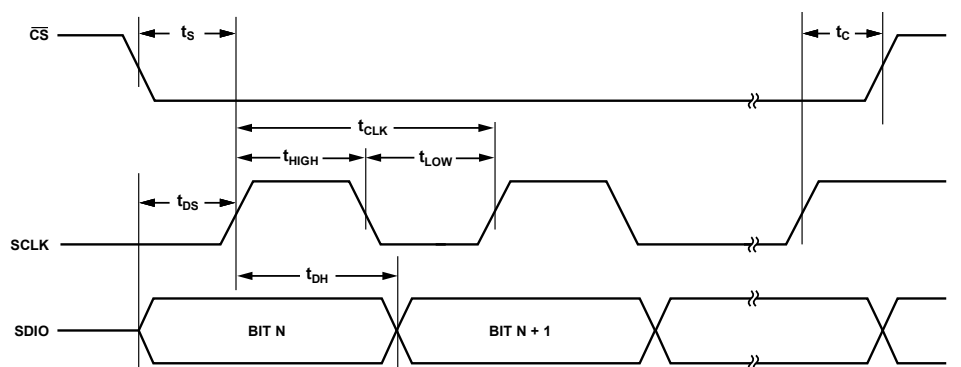 CS
tS
tC
tCLK
tHIGH
tLOW
tDS
SCLK
tDH
SDIO
BIT N
BIT N + 1